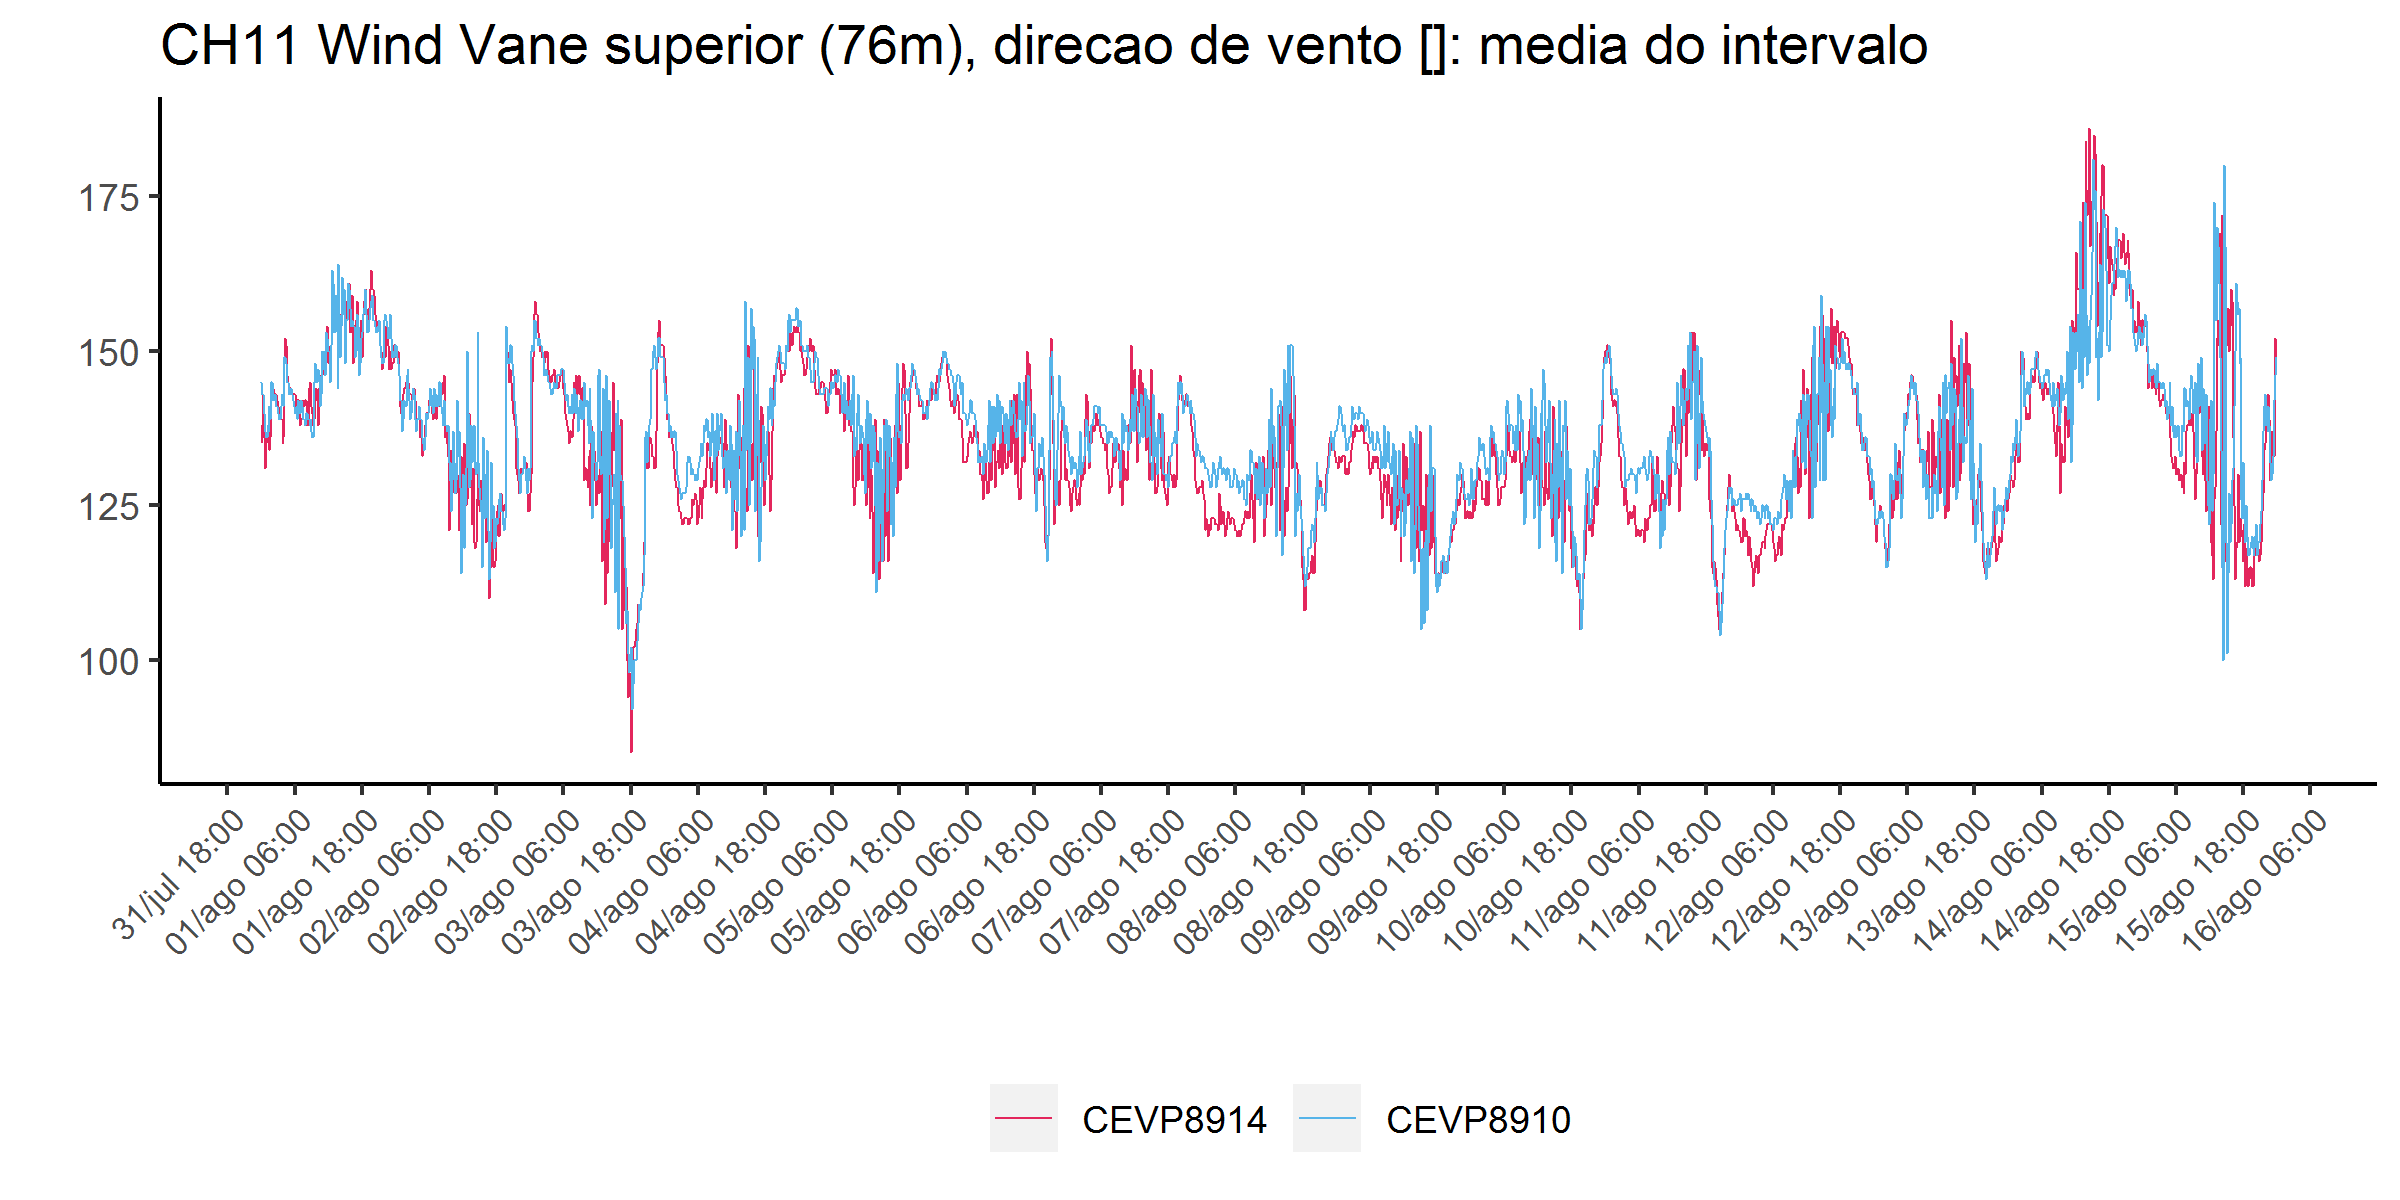 CH11 Wind Vane superior (76m), direcao de vento []: media do intervalo
175
150
125
100
31/jul 18:00
01/ago 06:00
01/ago 18:00
02/ago 06:00
02/ago 18:00
03/ago 06:00
03/ago 18:00
04/ago 06:00
04/ago 18:00
05/ago 06:00
05/ago 18:00
06/ago 06:00
06/ago 18:00
07/ago 06:00
07/ago 18:00
08/ago 06:00
08/ago 18:00
09/ago 06:00
09/ago 18:00
10/ago 06:00
10/ago 18:00
11/ago 06:00
11/ago 18:00
12/ago 06:00
12/ago 18:00
13/ago 06:00
13/ago 18:00
14/ago 06:00
14/ago 18:00
15/ago 06:00
15/ago 18:00
16/ago 06:00
CEVP8914
CEVP8910